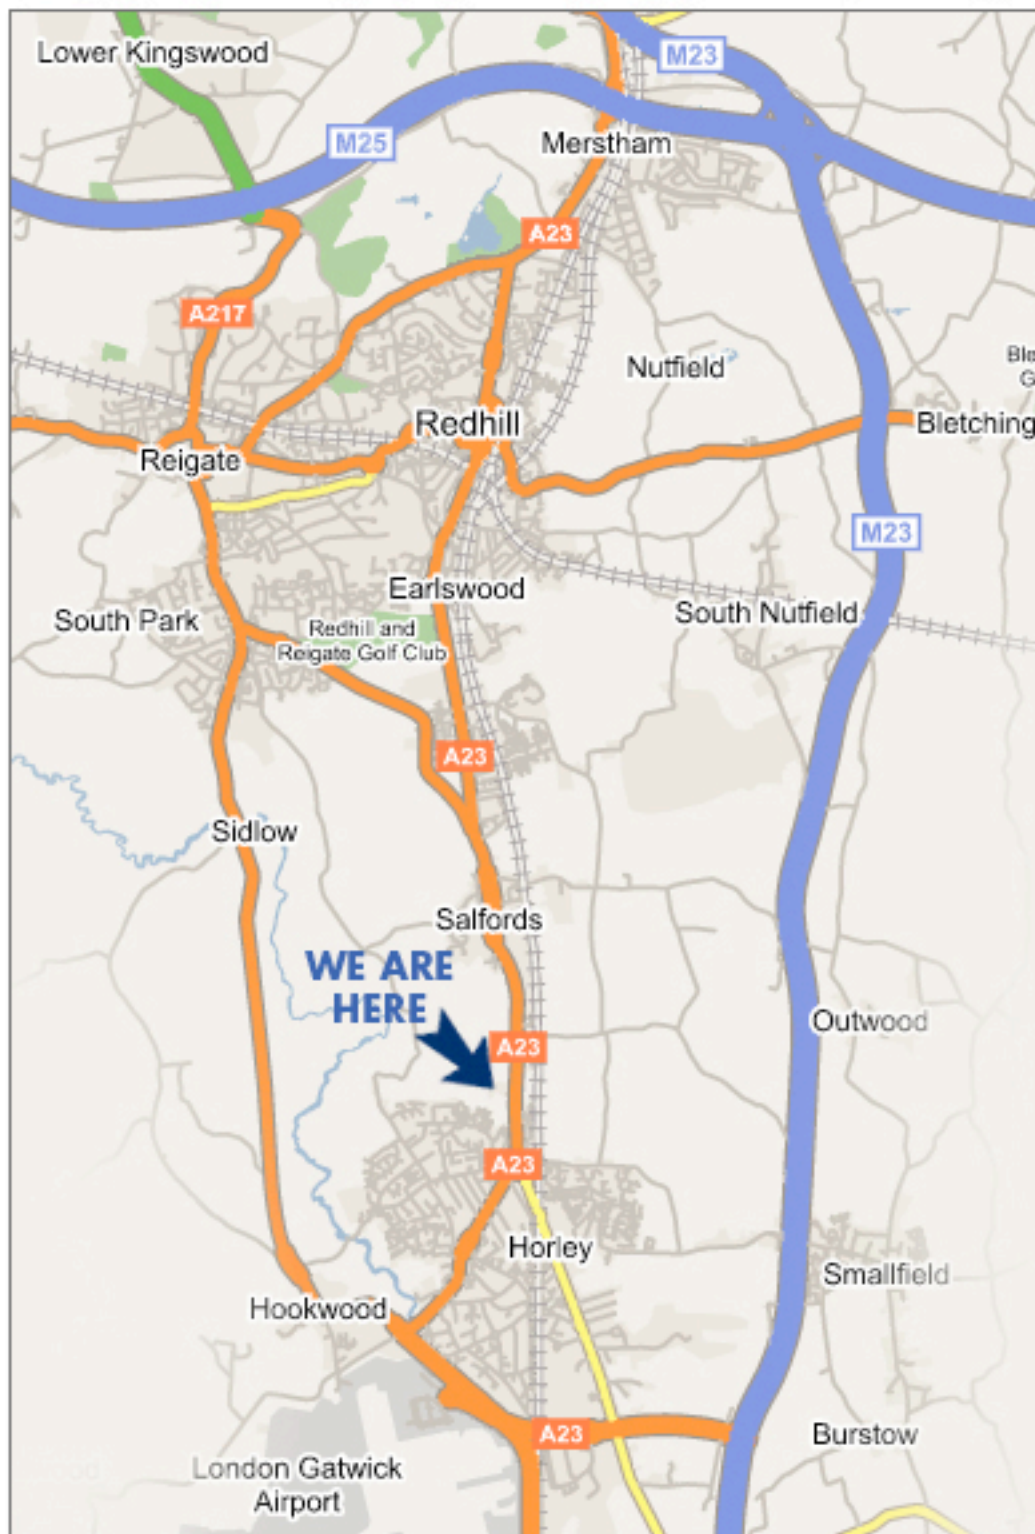 Lower Kingswood
M23
M25
Merstham
A23
A217
Nutfield
Ble
G
Redhill
Bletching
Reigate
M23
Earlswood
South Park
Redhill and
Reigate Golf Club
South Nutfield
A23
Sidlow
Salfords
WE ARE
HERE
Outwood
A23
A23
Horley
Smallfield
Hookwood
A23
Burstow
London Gatwick
Airport